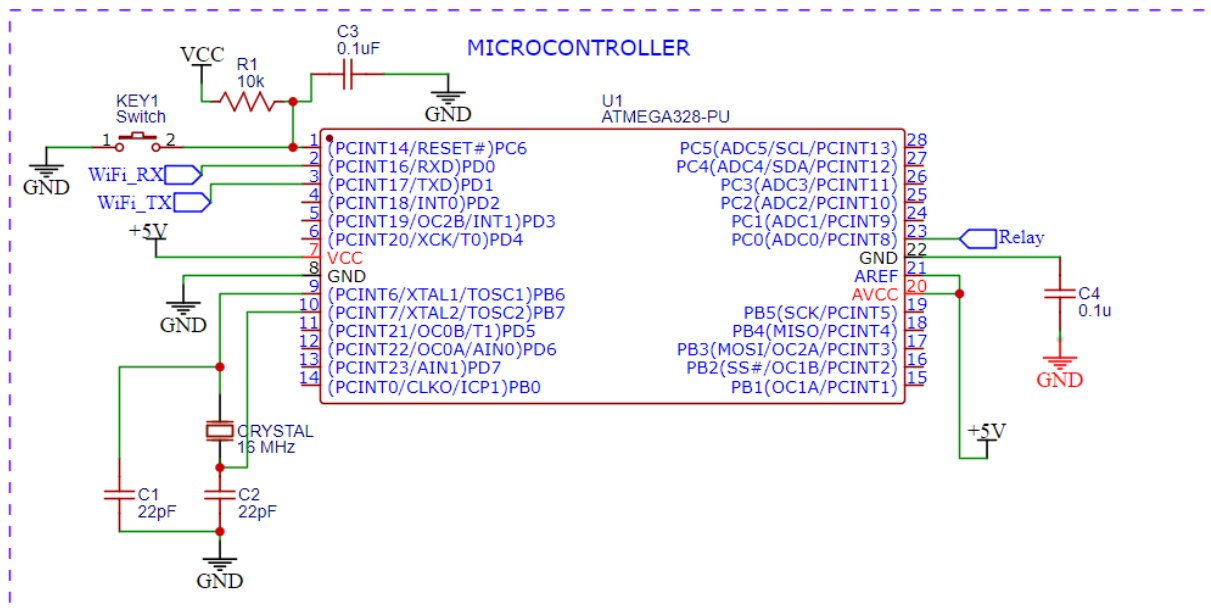 MICROCONTROLLER
C3
0.1uF
VCC
R1
10k
GND
KEY1
Switch
1
2
GND
WiFi_RX
WiFi_TX
+5V
GND
U1
ATMEGA328-PU
1 (PCINT14/RESET#)PC6
2 (PCINT16/RXD)PD0
3 (PCINT17/TXD)PD1
4 (PCINT18/INT0)PD2
5 (PCINT19/OC2B/INT1)PD3
6 (PCINT20/XCK/T0)PD4
7 VCC
8 GND
9 (PCINT6/XTAL1/TOSC1)PB6
10 (PCINT7/XTAL2/TOSC2)PB7
11 (PCINT21/OC0B/T1)PD5
12 (PCINT22/OC0A/AIN0)PD6
13 (PCINT23/AIN1)PD7
14 (PCINT0/CLKO/ICP1)PB0
PC5(ADC5/SCL/PCINT13) 28
PC4(ADC4/SDA/PCINT12) 27
PC3(ADC3/PCINT11) 26
PC2(ADC2/PCINT10) 25
PC1(ADC1/PCINT9) 24
PC0(ADC0/PCINT8) 23
GND 22
AREF 21
AVCC 20
PB5(SCK/PCINT5) 19
PB4(MISO/PCINT4) 18
PB3(MOSI/OC2A/PCINT3) 17
PB2(SS#/OC1B/PCINT2) 16
PB1(OC1A/PCINT1) 15
Relay
C4
0.1u
GND
+5V
CRYSTAL
16 MHz
C1
22pF
C2
22pF
GND